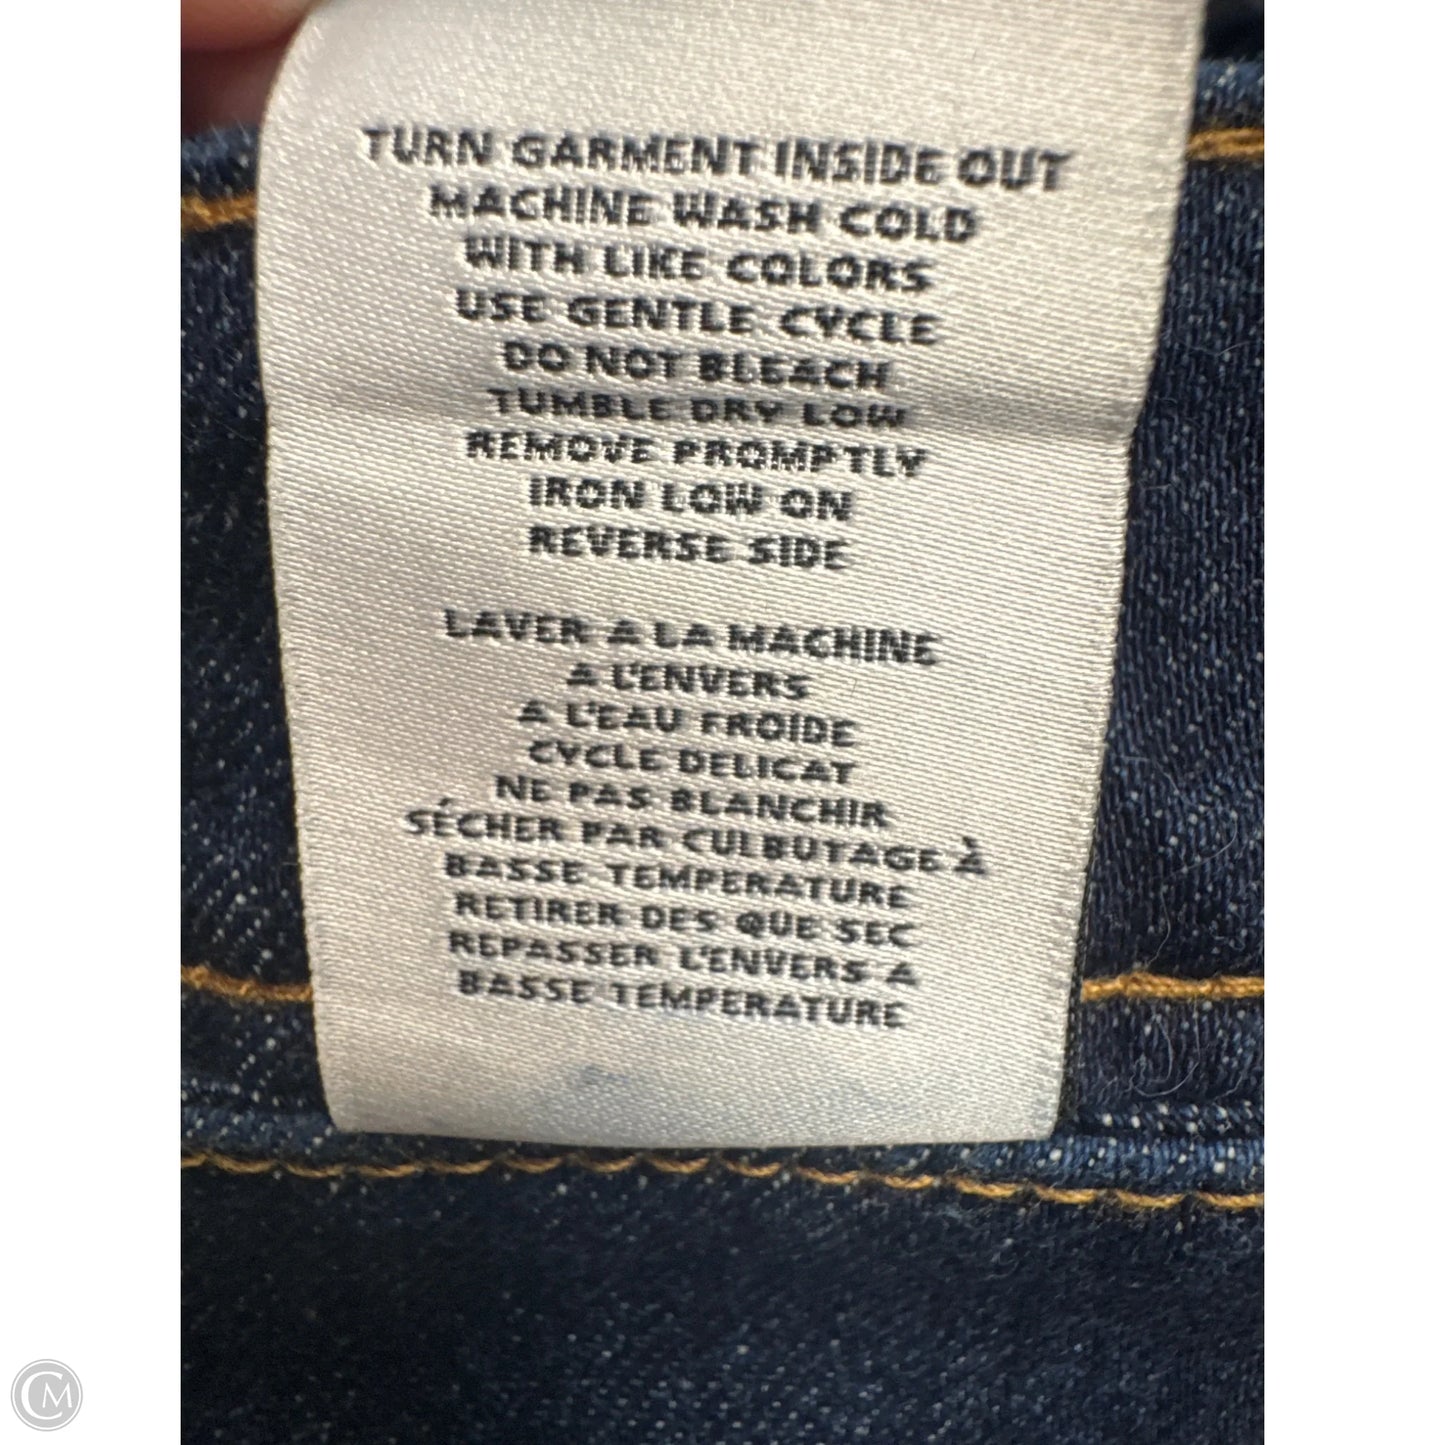 TURN GARMENT INSIDE OUT
MACHINE WASH COLD
WITH LIKE COLORS
USE GENTLE CYCLE
DO NOT BLEACH
TUMBLE DRY LOW
REMOVE PROMPTLY
IRON LOW ON
REVERSE SIDE
LAVER A LA MACHINE
A L'ENVERS
A L'EAU FROIDE
CYCLE DELICAT
NE PAS BLANCHIR
SÉCHER PAR CULBUTAGE À
BASSE TEMPERATURE
RETIRER DES QUE SEC
REPASSER L'ENVERS A
BASSE TEMPERATURE
CM